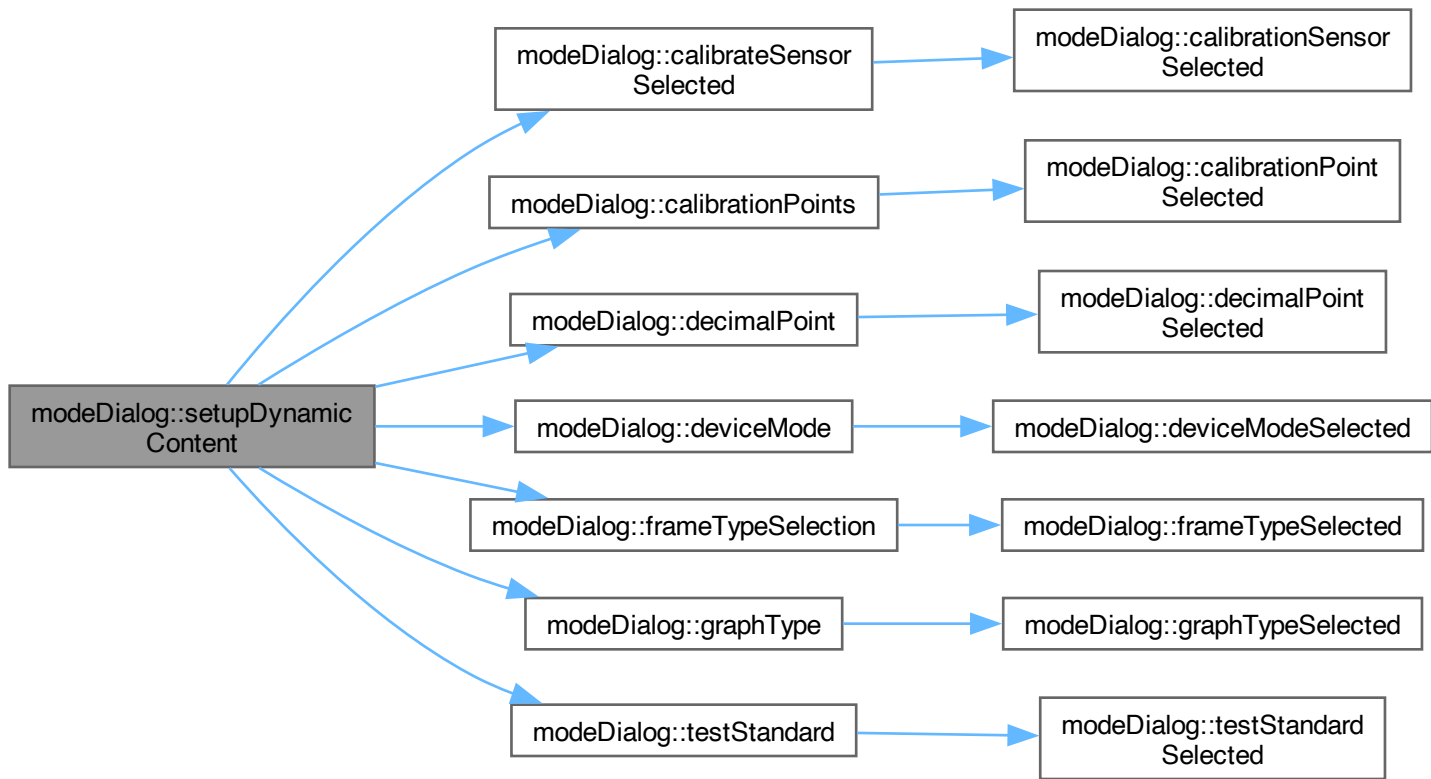 modeDialog::calibrateSensor
Selected
modeDialog::calibrationSensor
Selected
modeDialog::calibrationPoints
modeDialog::calibrationPoint
Selected
modeDialog::decimalPoint
modeDialog::decimalPoint
Selected
modeDialog::setupDynamic
Content
modeDialog::deviceMode
modeDialog::deviceModeSelected
modeDialog::frameTypeSelection
modeDialog::frameTypeSelected
modeDialog::graphType
modeDialog::graphTypeSelected
modeDialog::testStandard
modeDialog::testStandard
Selected